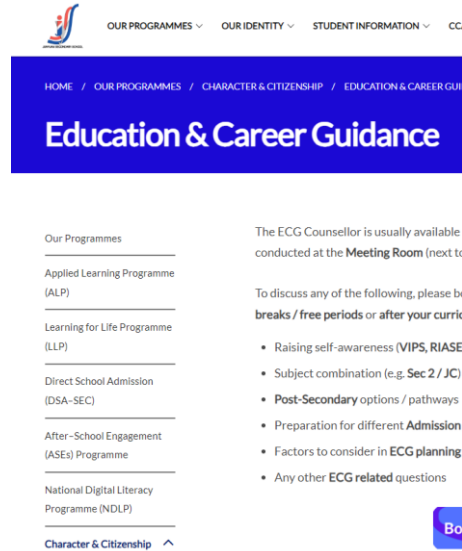 OUR PROGRAMMES OUR IDENTITY STUDENT INFORMATION
HOME / OUR PROGRAMMES / CHARACTER & CITIZENSHIP / EDUCATION & CAREER GUI
Education & Career Guidance
Our Programmes
Applied Learning Programme
(ALP)
Learning for Life Programme
(LLP)
Direct School Admission
(DSA–SEC)
After–School Engagement
(ASEs) Programme
National Digital Literacy
Programme (NDLP)
Character & Citizenship
The ECG Counsellor is usually available
conducted at the Meeting Room (next to
To discuss any of the following, please
breaks / free periods or after your
• Raising self-awareness (VIPS, RIASE
• Subject combination (e.g. Sec 2 / JC)
• Post-Secondary options / pathways
• Preparation for different Admission
• Factors to consider in ECG planning
• Any other ECG related questions
Bo